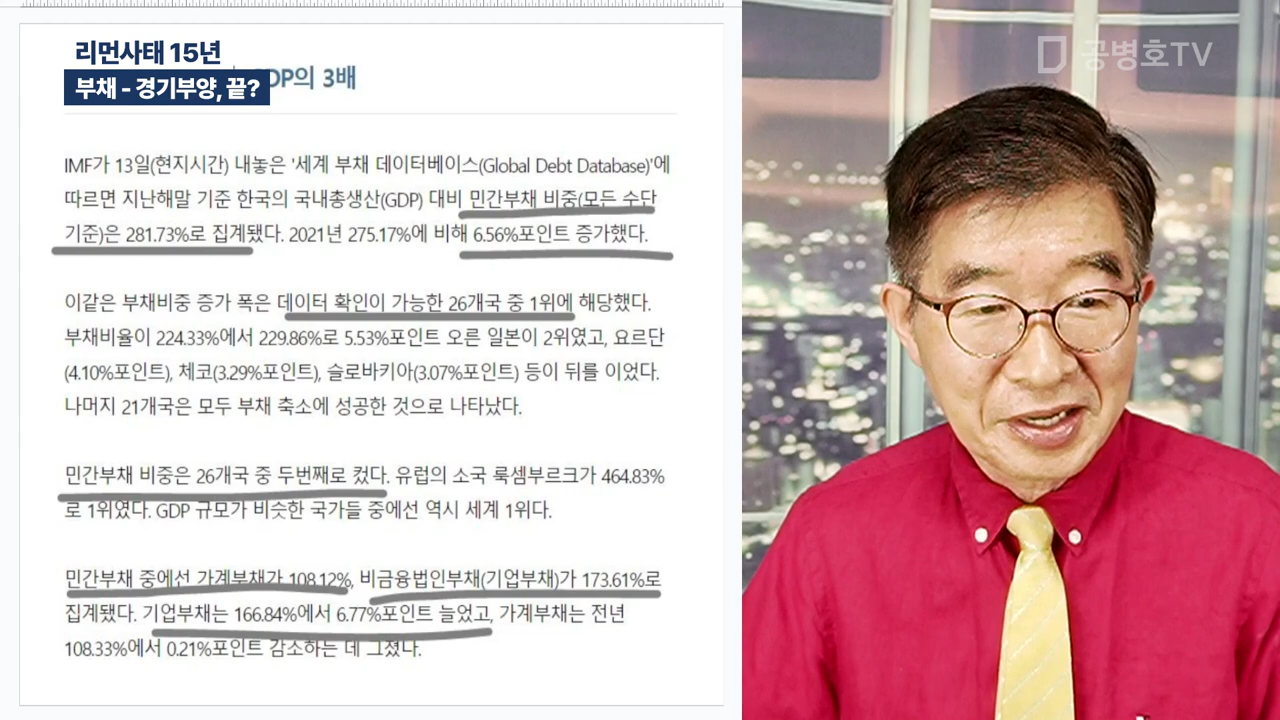 리먼사태 15년
부채 - 경기부양, 끝?
GDP의 3배
공병호TV
IMF가 13일(현지시간) 내놓은 '세계 부채 데이터베이스(Global Debt Database)'에
따르면 지난해말 기준 한국의 국내총생산(GDP) 대비 민간부채 비중(모든 수단
기준)은 281.73%로 집계됐다. 2021년 275.17%에 비해 6.56%포인트 증가했다.
이같은 부채비중 증가 폭은 데이터 확인이 가능한 26개국 중 1위에 해당했다.
부채비율이 224.33%에서 229.86%로 5.53%포인트 오른 일본이 2위였고, 요르단
(4.10%포인트), 체코(3.29%포인트), 슬로바키아(3.07%포인트) 등이 뒤를 이었다.
나머지 21개국은 모두 부채 축소에 성공한 것으로 나타났다.
민간부채 비중은 26개국 중 두번째로 컸다. 유럽의 소국 룩셈부르크가 464.83%
로 1위였다. GDP 규모가 비슷한 국가들 중에선 역시 세계 1위다.
민간부채 중에선 가계부채가 108.12%, 비금융법인부채(기업부채)가 173.61%로
집계됐다. 기업부채는 166.84%에서 6.77%포인트 늘었고, 가계부채는 전년
108.33%에서 0.21%포인트 감소하는 데 그쳤다.